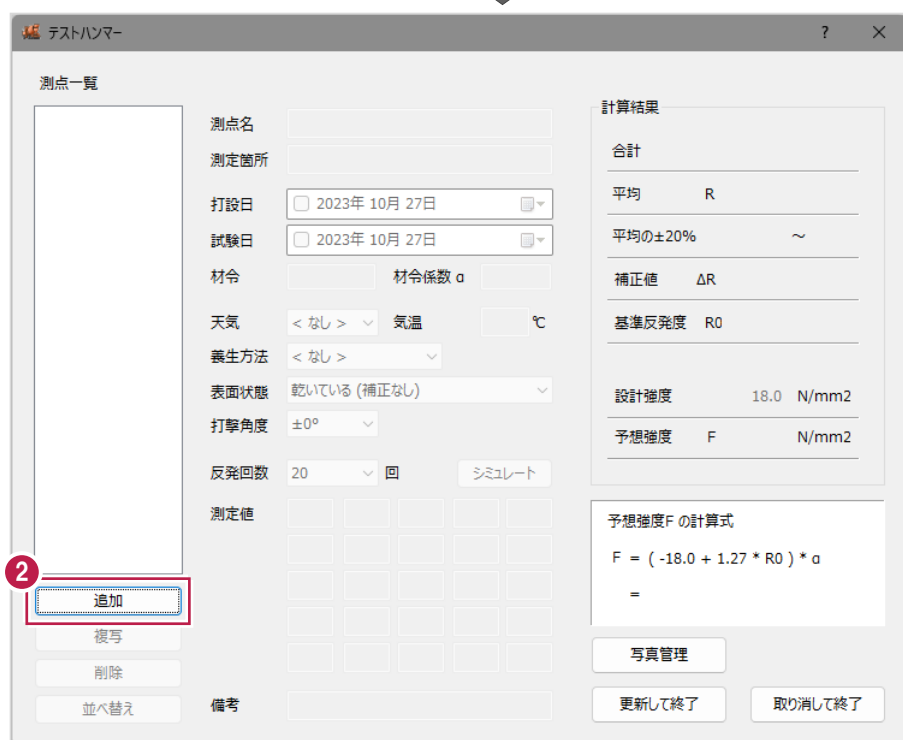 テストハンマー
?
×
測点一覧
測点名
測定箇所
打設日
2023年 10月 27日
試験日
2023年 10月 27日
材令
材令係数 α
天気
< なし >
気温
℃
養生方法
< なし >
表面状態
乾いている (補正なし)
打撃角度
±0°
反発回数
20
回
シミュレート
測定値
備考
2
追加
複写
削除
並べ替え
計算結果
合計
平均 R
平均の±20% ～
補正値 ΔR
基準反発度 R0
設計強度 18.0 N/mm2
予想強度 F N/mm2
予想強度F の計算式
F = ( -18.0 + 1.27 * R0 ) * α
=
写真管理
更新して終了
取り消して終了